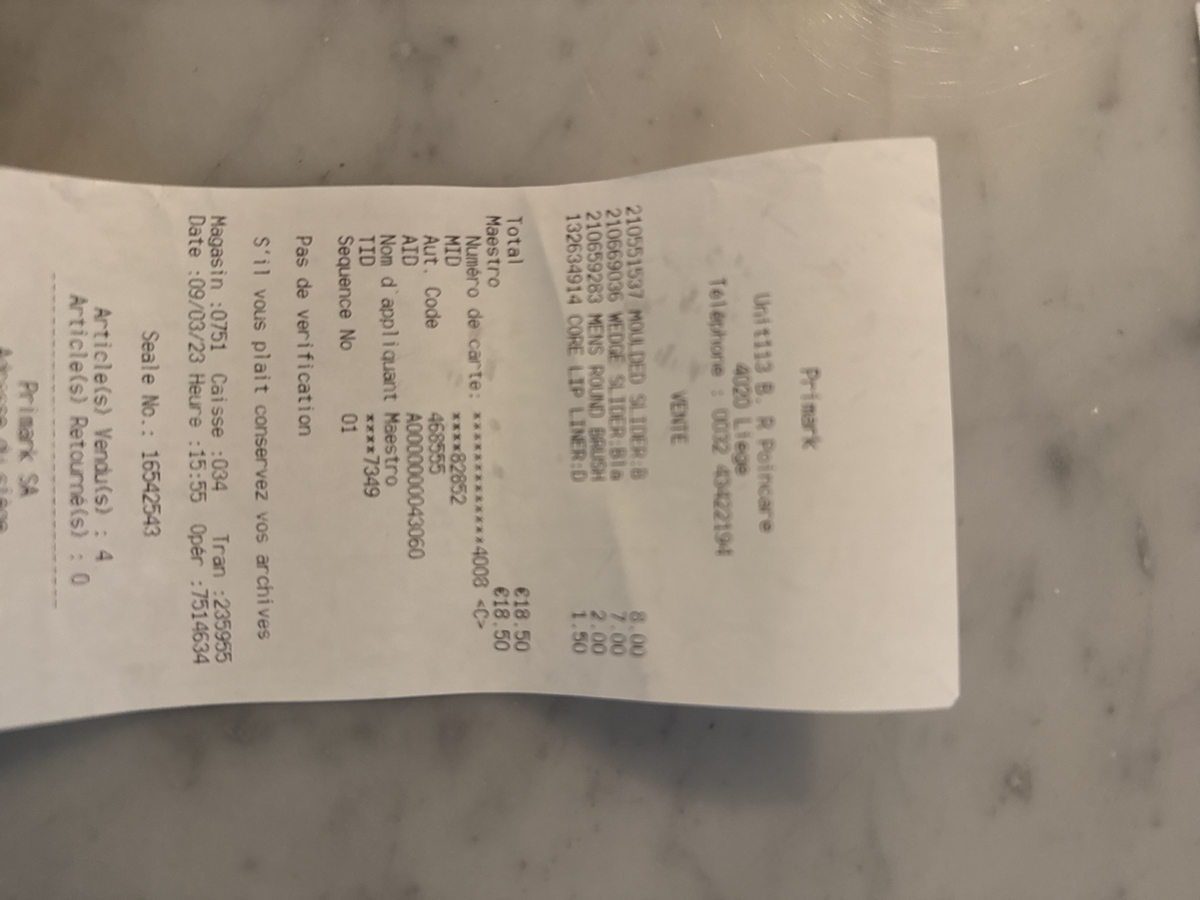 Primark
Unit113 B. R Poincare
4020 Liege
Téléphone : 0032 43422194
VENTE
210551537 MOULDED SLIDER:B 8.00
210669036 WEDGE SLIDER:Bla 7.00
210659283 MENS ROUND BRUSH 2.00
132634914 CORE LIP LINER:D 1.50
Total €18.50
Maestro €18.50
Numéro de carte: ************4008 <C>
MID ****82852
Aut. Code 468555
AID A0000000043060
Nom d'appliquant Maestro
TID ****7349
Sequence No 01
Pas de verification
S'il vous plait conservez vos archives
Magasin :0751 Caisse :034 Tran :235955
Date :09/03/23 Heure :15:55 Opér :7514634
Seale No.: 16542543
Article(s) Vendu(s) : 4
Article(s) Retourné(s) : 0
Primark SA